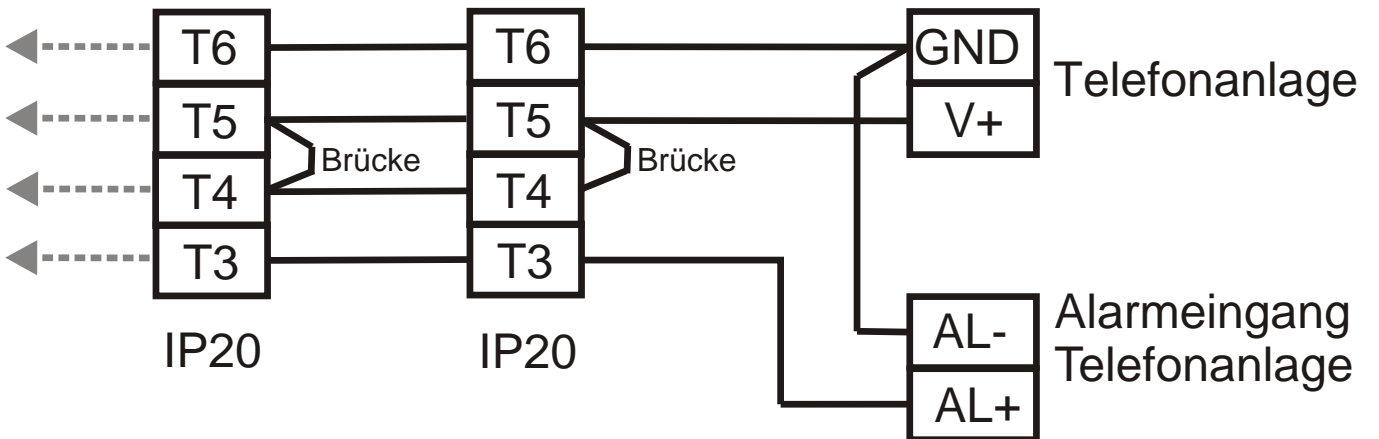 T6
T5
T4
T3
IP20
Brücke
T6
T5
T4
T3
IP20
Brücke
GND
V+
Telefonanlage
AL-
AL+
Alarmeingang
Telefonanlage